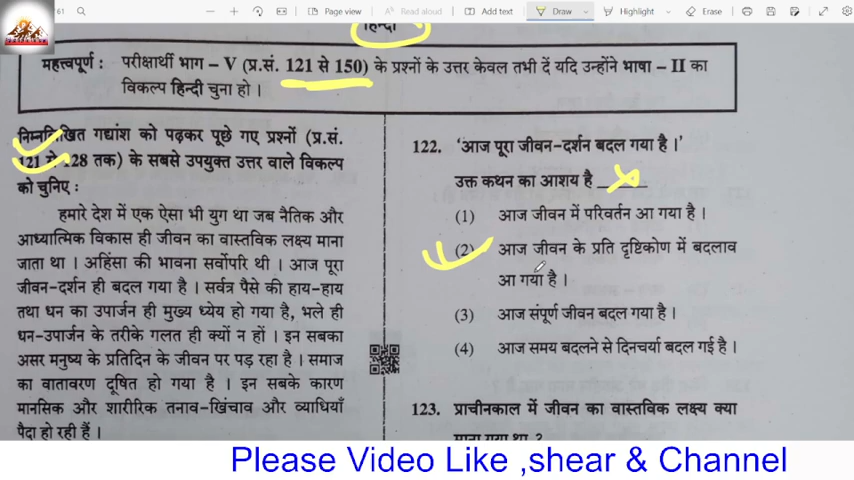 61
Page view
Read aloud
Add text
Draw
Highlight
Erase
हिन्दी
महत्त्वपूर्ण : परीक्षार्थी भाग – V (प्र.सं. 121 से 150) के प्रश्नों के उत्तर केवल तभी दें यदि उन्होंने भाषा – II का
विकल्प हिन्दी चुना हो ।
निम्नलिखित गद्यांश को पढ़कर पूछे गए प्रश्नों (प्र.सं.
121 से 128 तक) के सबसे उपयुक्त उत्तर वाले विकल्प
को चुनिए :
हमारे देश में एक ऐसा भी युग था जब नैतिक और
आध्यात्मिक विकास ही जीवन का वास्तविक लक्ष्य माना
जाता था । अहिंसा की भावना सर्वोपरि थी । आज पूरा
जीवन-दर्शन ही बदल गया है । सर्वत्र पैसे की हाय-हाय
तथा धन का उपार्जन ही मुख्य ध्येय हो गया है, भले ही
धन-उपार्जन के तरीके गलत ही क्यों न हों । इन सबका
असर मनुष्य के प्रतिदिन के जीवन पर पड़ रहा है । समाज
का वातावरण दूषित हो गया है । इन सबके कारण
मानसिक और शारीरिक तनाव-खिंचाव और व्याधियाँ
पैदा हो रही हैं ।
122. 'आज पूरा जीवन-दर्शन बदल गया है ।'
उक्त कथन का आशय है ______
(1) आज जीवन में परिवर्तन आ गया है ।
(2) आज जीवन के प्रति दृष्टिकोण में बदलाव
आ गया है ।
(3) आज संपूर्ण जीवन बदल गया है ।
(4) आज समय बदलने से दिनचर्या बदल गई है ।
123. प्राचीनकाल में जीवन का वास्तविक लक्ष्य क्या
माना गया था ?
Please Video Like ,shear & Channel